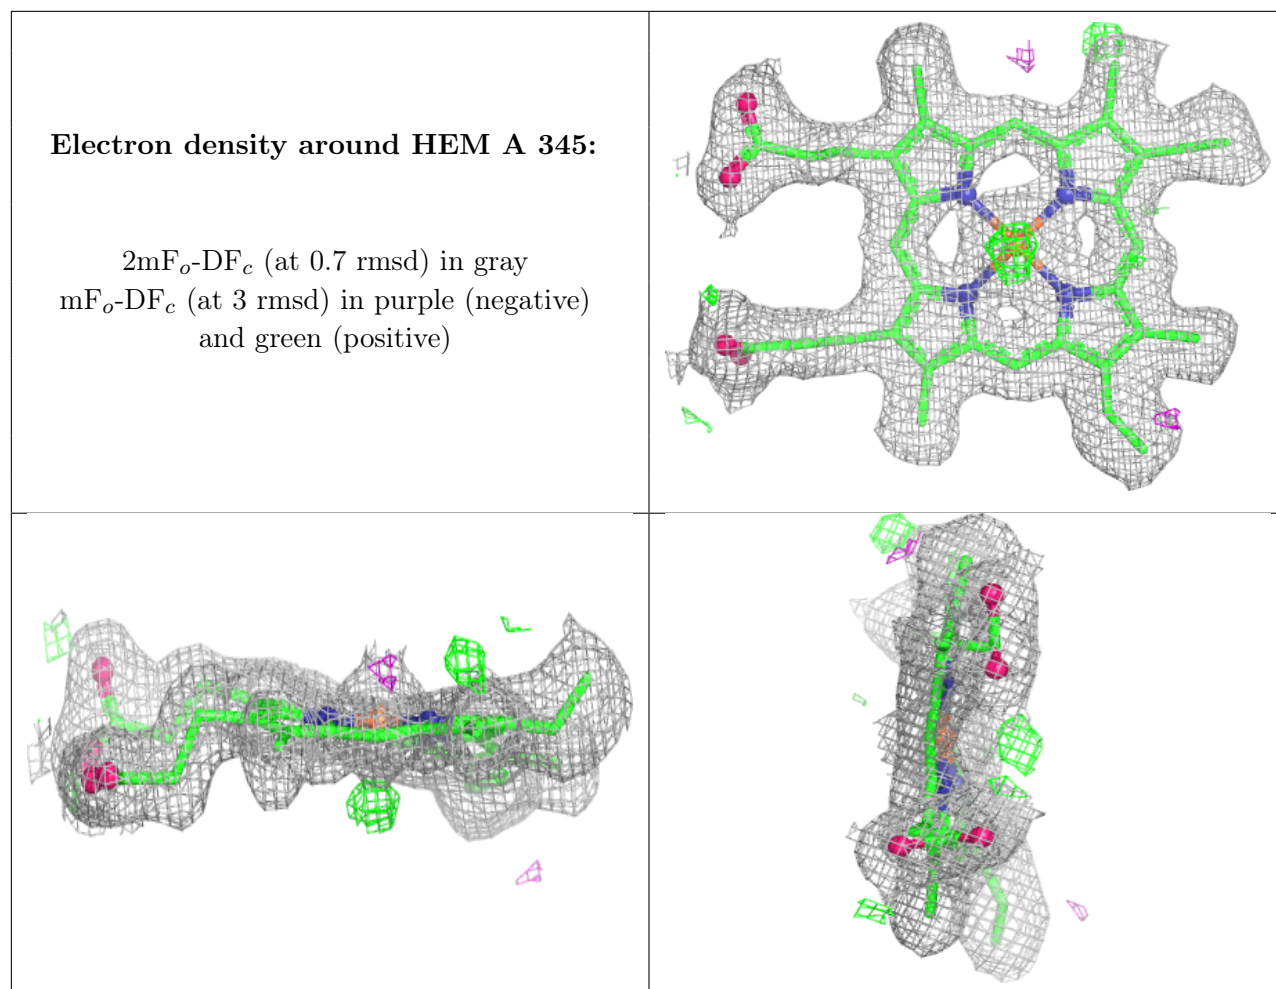 Electron density around HEM A 345:
2mFo-DFc (at 0.7 rmsd) in gray
mFo-DFc (at 3 rmsd) in purple (negative)
and green (positive)